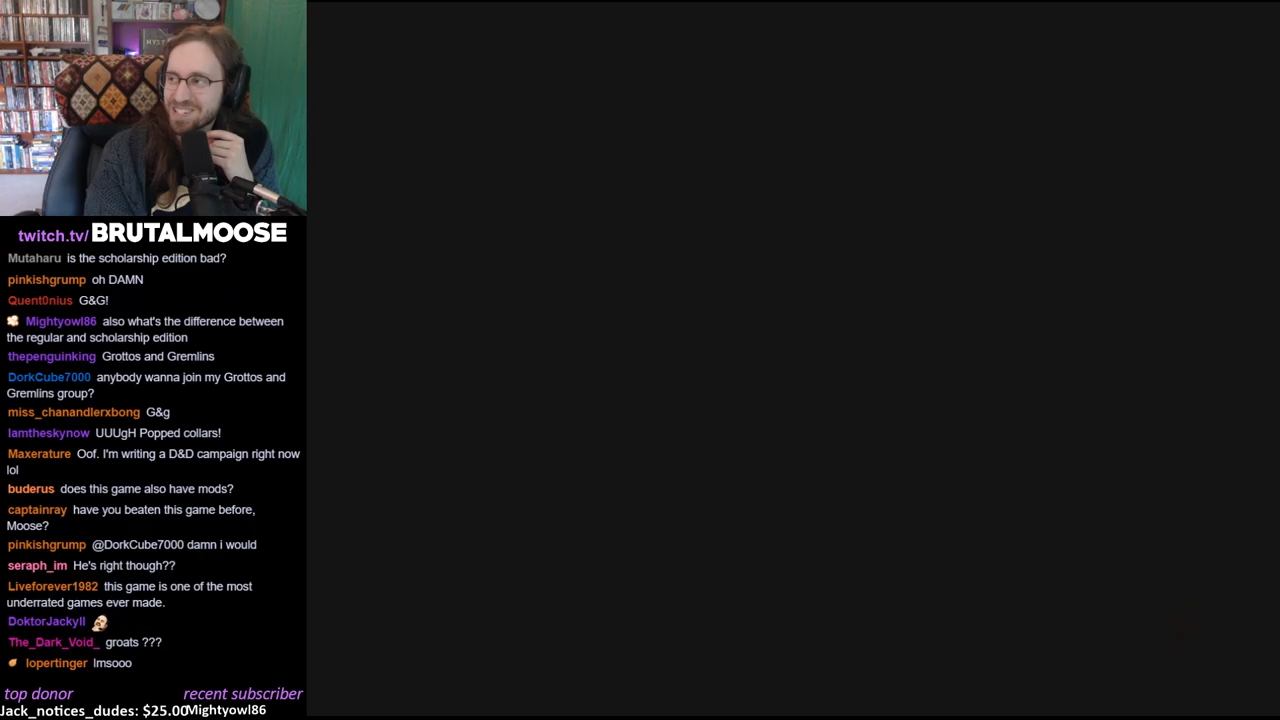 twitch.tv/BRUTALMOOSE
Mutaharu is the scholarship edition bad?
pinkishgrump oh DAMN
Quent0nius G&G!
Mightyowl86 also what's the difference between
the regular and scholarship edition
thepenguinking Grottos and Gremlins
DorkCube7000 anybody wanna join my Grottos and
Gremlins group?
miss_chanandlerxbong G&g
Iamtheskynow UUUgH Popped collars!
Maxerature Oof. I'm writing a D&D campaign right now
lol
buderus does this game also have mods?
captainray have you beaten this game before,
Moose?
pinkishgrump @DorkCube7000 damn i would
seraph_im He's right though??
Liveforever1982 this game is one of the most
underrated games ever made.
DoktorJackyll
The_Dark_Void_ groats ???
lopertinger lmsooo
top donor recent subscriber
Jack_notices_dudes: $25.00 Mightyowl86